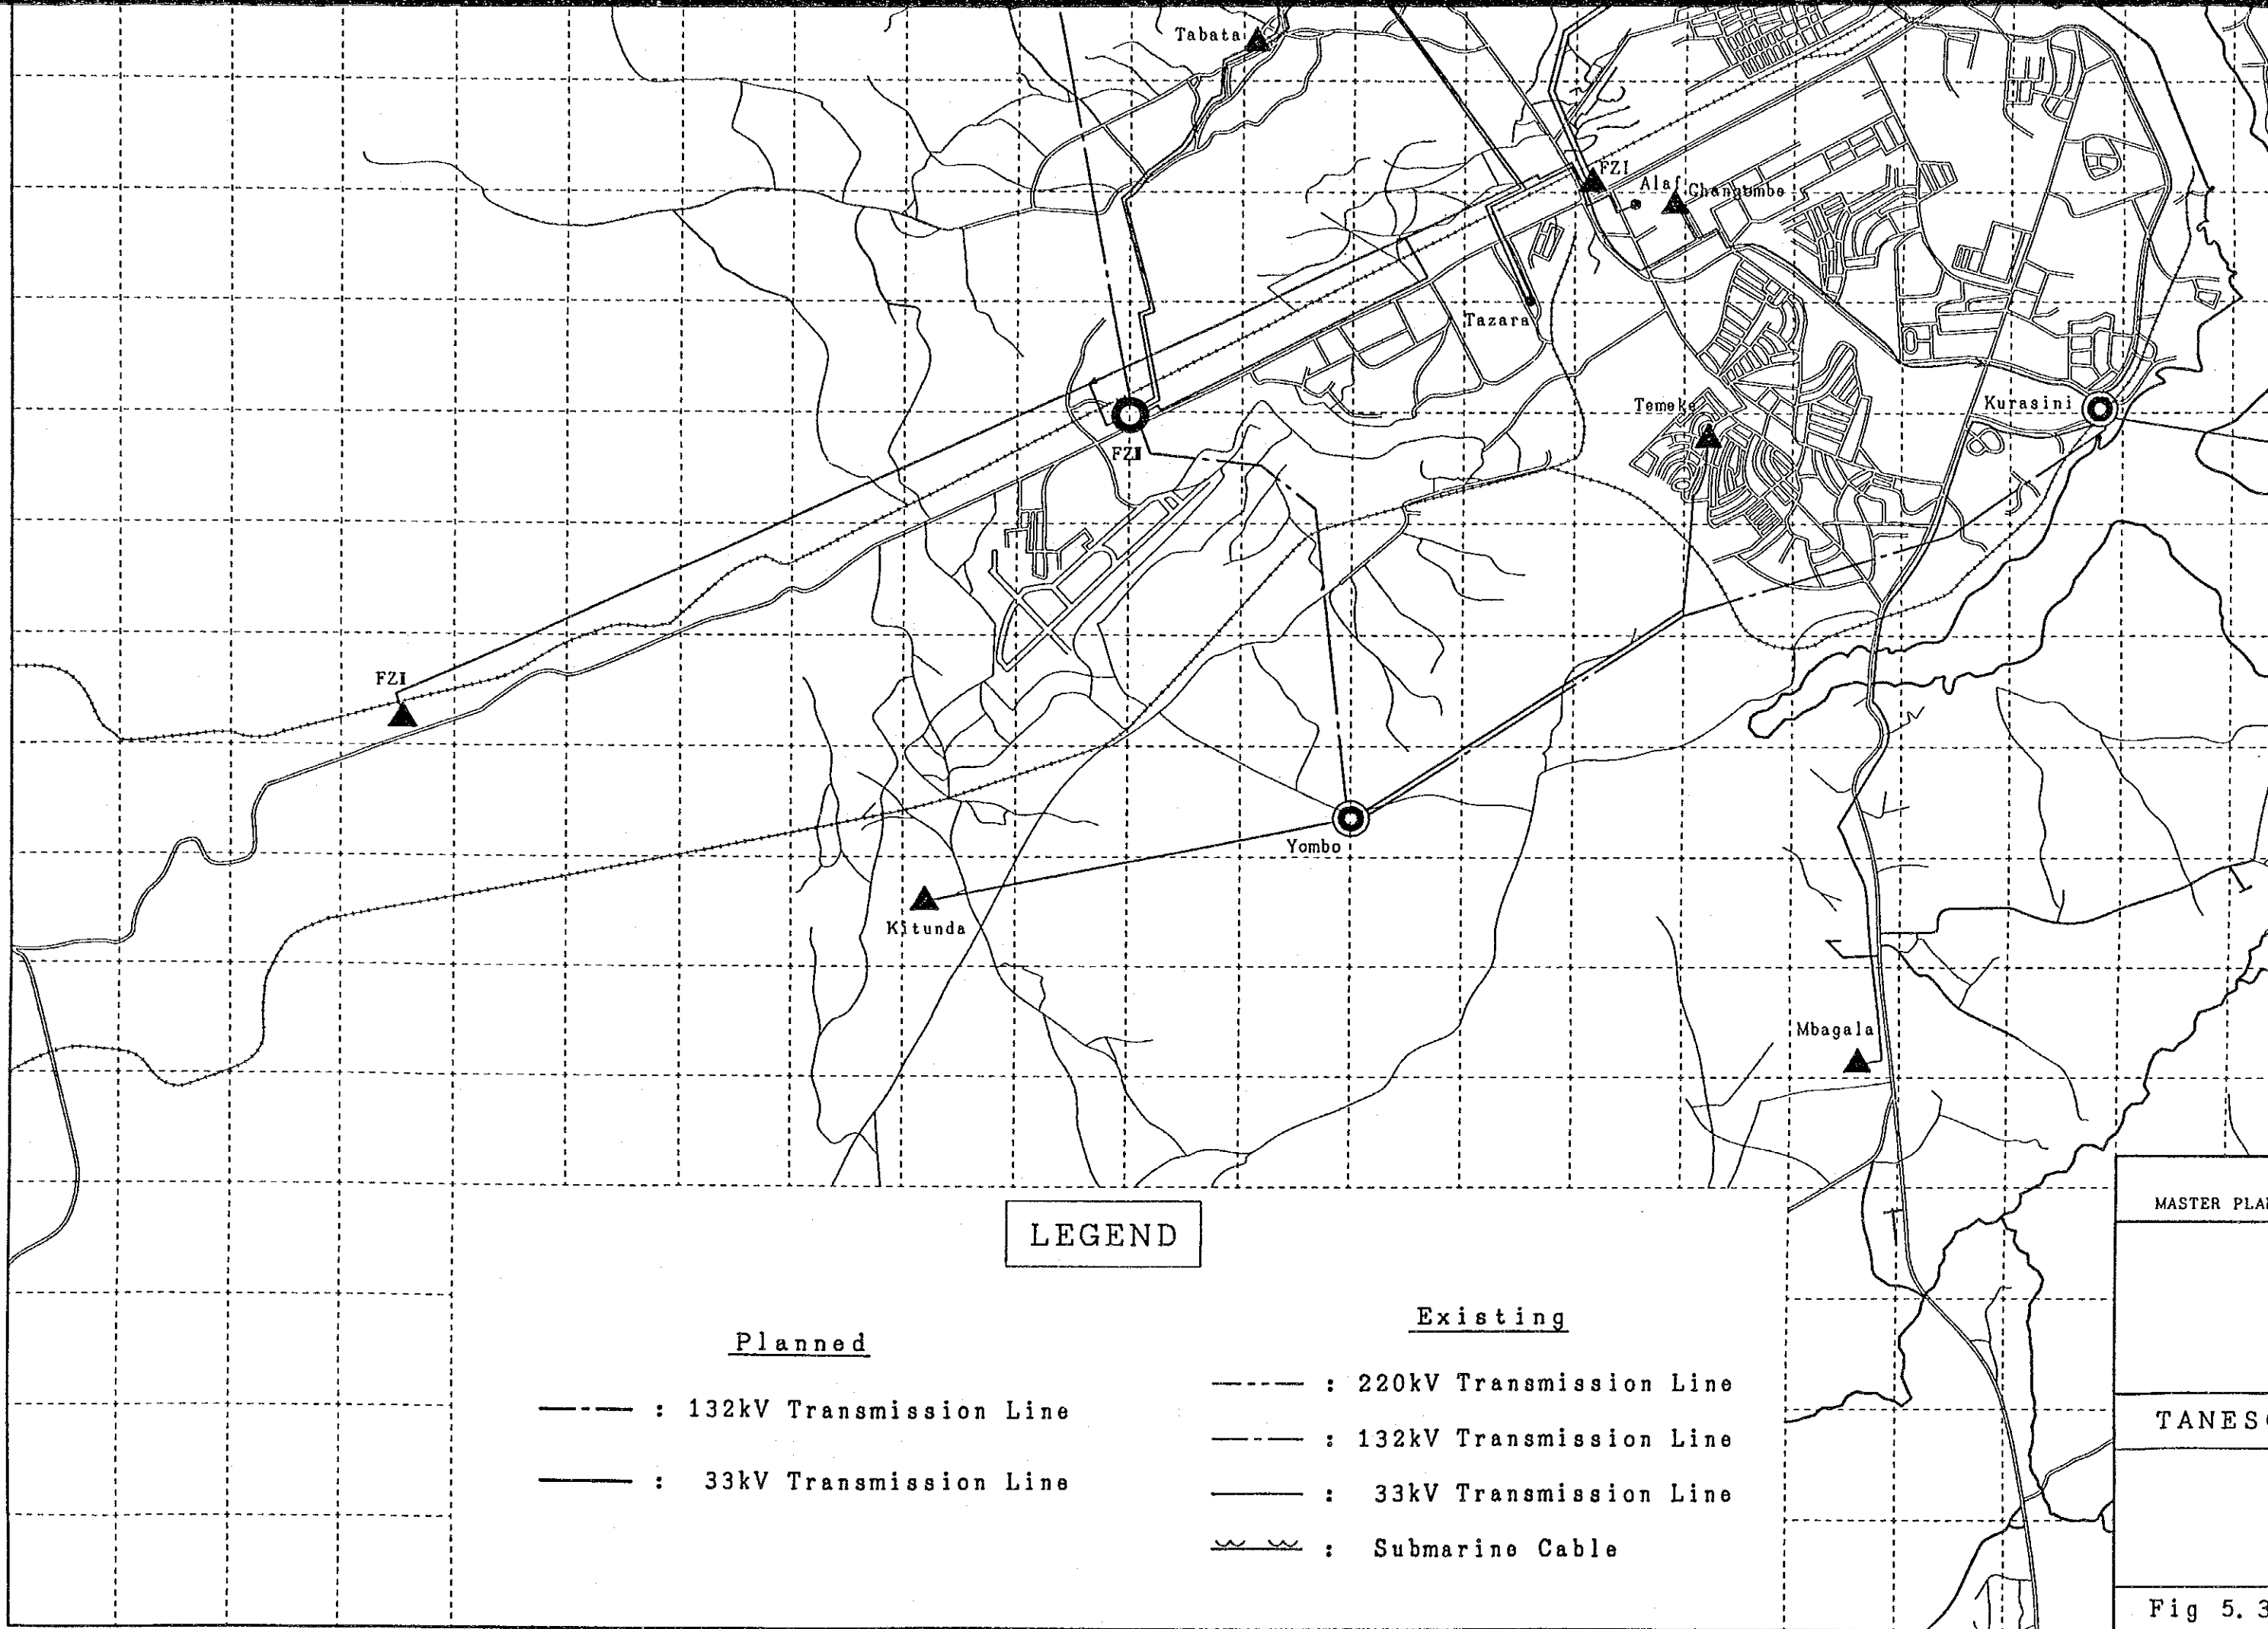 Tabata
FZI
Alaf
Changombe
Tazara
Temeke
Kurasini
FZⅡ
FZI
Yombo
Kitunda
Mbagala
MASTER PLA
LEGEND
Planned
132kV Transmission Line
33kV Transmission Line
Existing
: 220kV Transmission Line
: 132kV Transmission Line
: 33kV Transmission Line
: Submarine Cable
TANES
Fig 5. 3